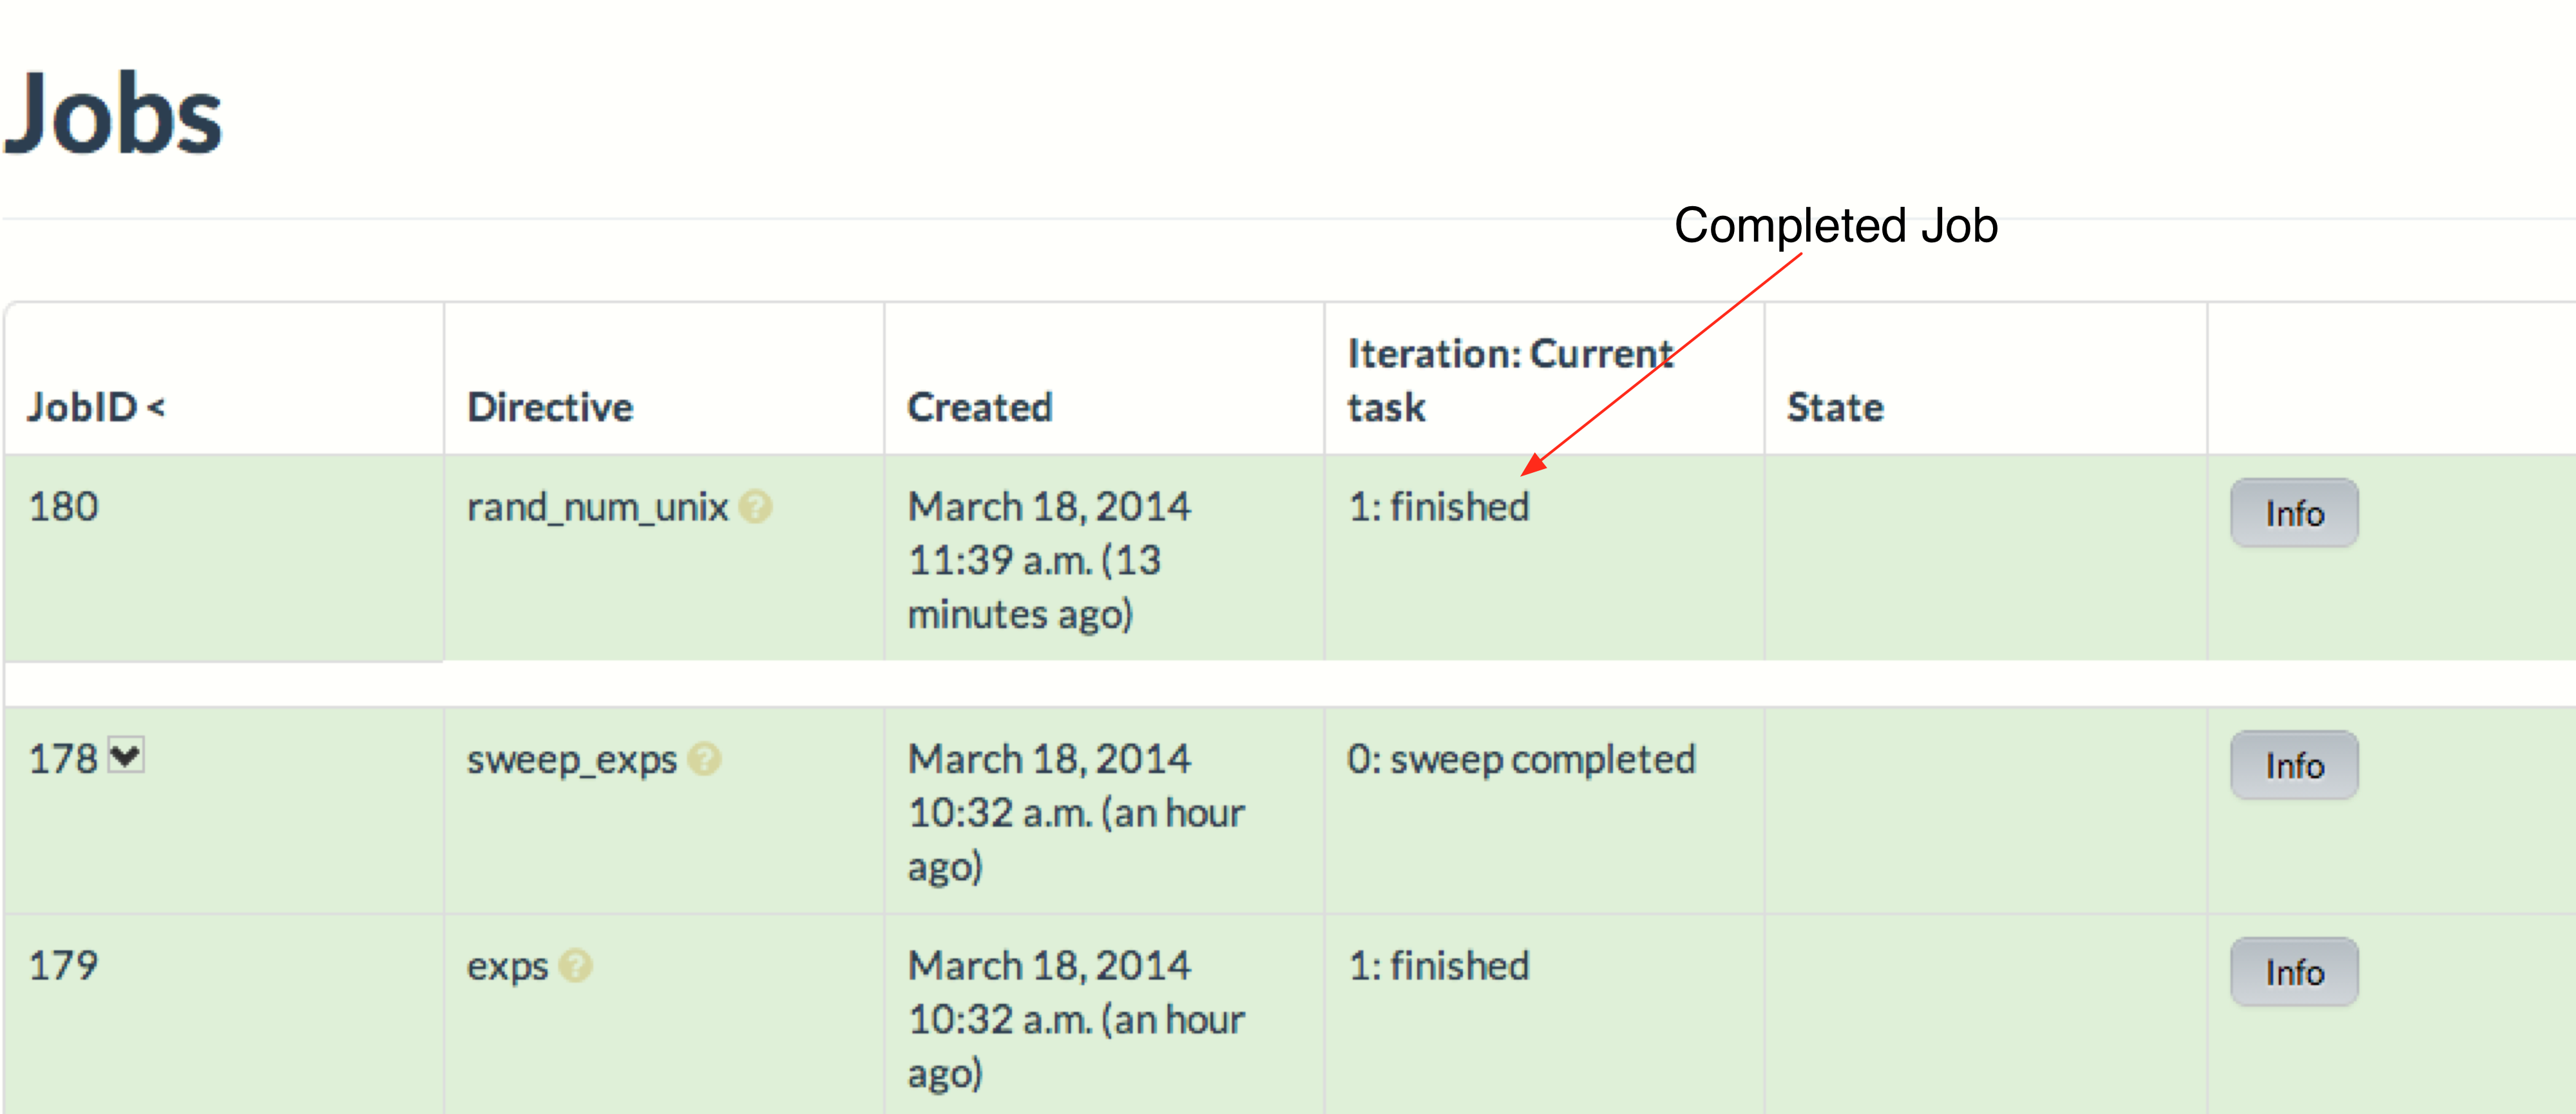 Jobs
Completed Job
JobID <
Directive
Created
Iteration: Current
task
State
180
rand_num_unix ?
March 18, 2014
11:39 a.m. (13
minutes ago)
1: finished
Info
178
sweep_exps ?
March 18, 2014
10:32 a.m. (an hour
ago)
0: sweep completed
Info
179
exps ?
March 18, 2014
10:32 a.m. (an hour
ago)
1: finished
Info